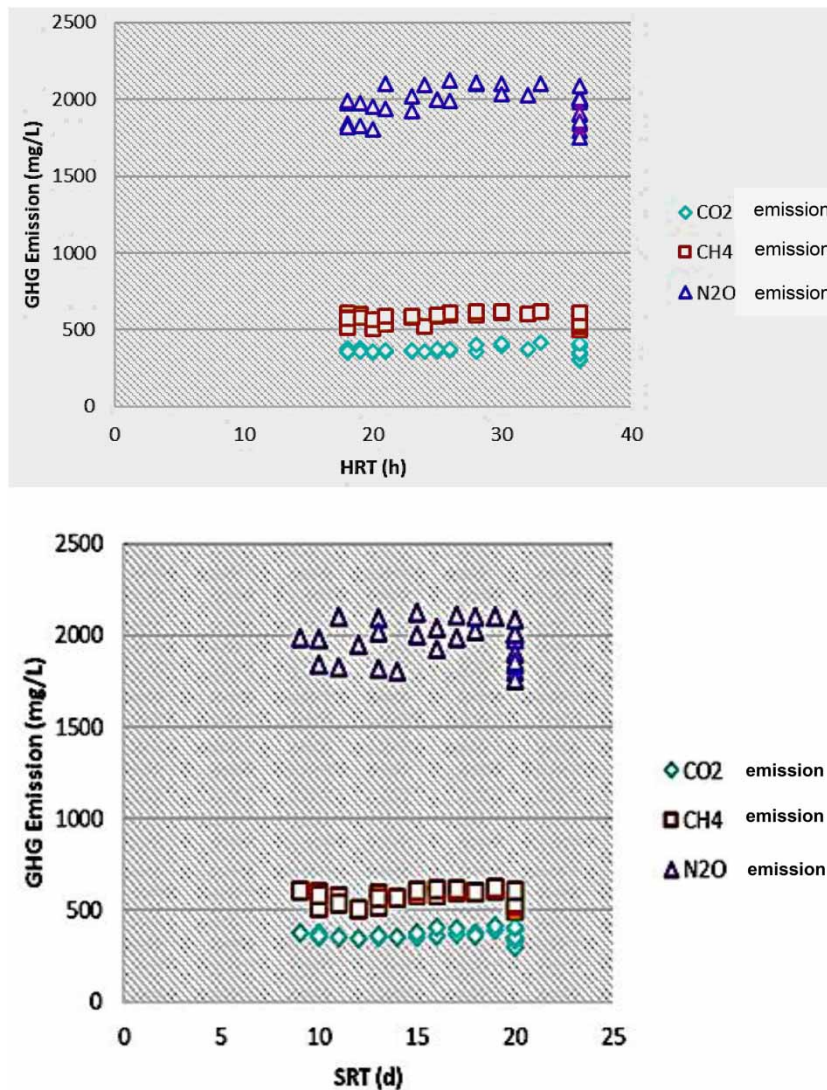 2500
2000
1500
1000
500
0
GHG Emission (mg/L)
0 10 20 30 40
HRT (h)
CO2 emission
CH4 emission
N2O emission
2500
2000
1500
1000
500
0
GHG Emission (mg/L)
0 5 10 15 20 25
SRT (d)
CO2 emission
CH4 emission
N2O emission